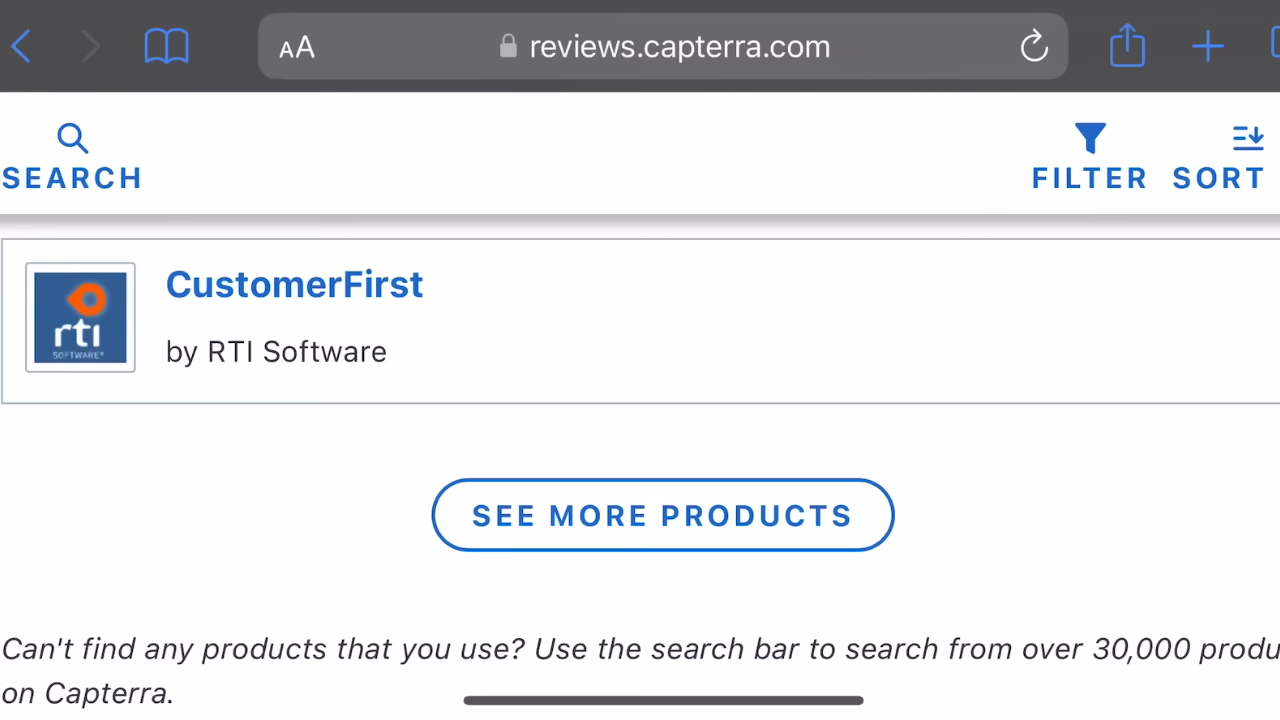 AA reviews.capterra.com
SEARCH
FILTER SORT
CustomerFirst
rti
SOFTWARE
by RTI Software
SEE MORE PRODUCTS
Can't find any products that you use? Use the search bar to search from over 30,000 produ
on Capterra.